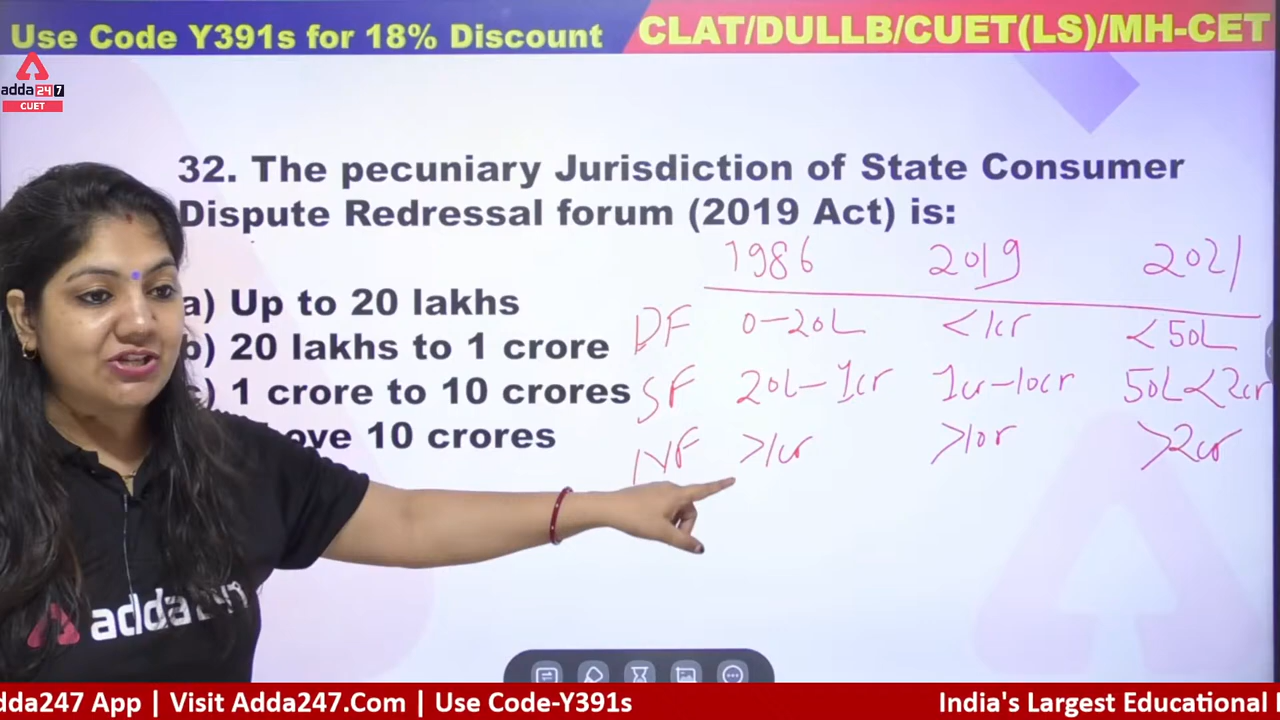 Use Code Y391s for 18% Discount
CLAT/DULLB/CUET(LS)/MH-CET
adda247
CUET
32. The pecuniary Jurisdiction of State Consumer
Dispute Redressal forum (2019 Act) is:
1986 2019 2021
a) Up to 20 lakhs
DF 0-20L <1cr <50L
b) 20 lakhs to 1 crore
) 1 crore to 10 crores
SF 20L-1cr 1cr-10cr 50L<2cr
ove 10 crores
NF >1cr >10r >2cr
adda247
dda247 App | Visit Adda247.Com | Use Code-Y391s
India's Largest Educational